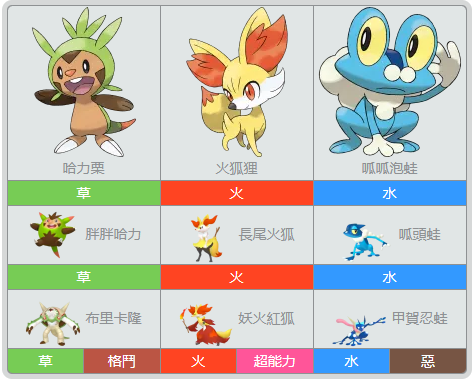 哈力栗 火狐狸 呱呱泡蛙
草 火 水
胖胖哈力 長尾火狐 呱頭蛙
草 火 水
布里卡隆 妖火紅狐 甲賀忍蛙
草 格鬥 火 超能力 水 惡